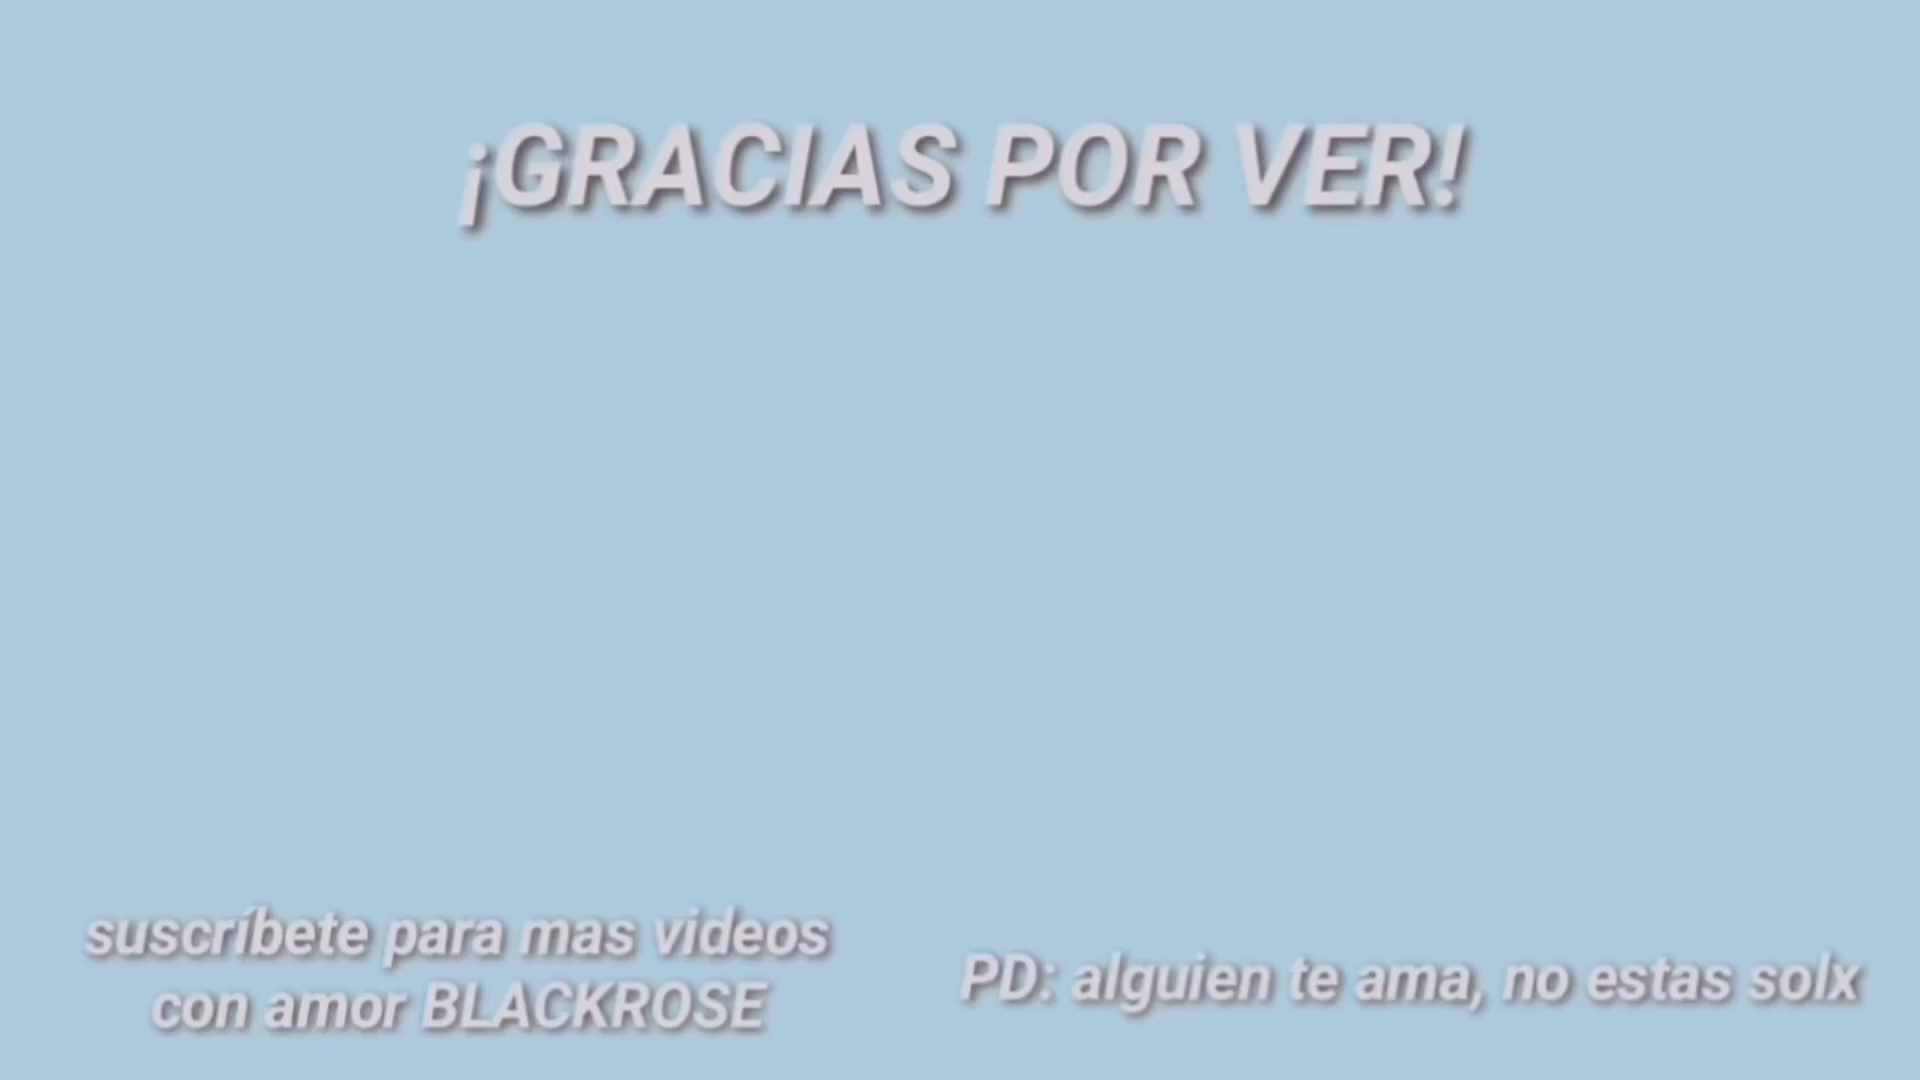 ¡GRACIAS POR VER!
suscríbete para mas videos
con amor BLACKROSE
PD: alguien te ama, no estas solx